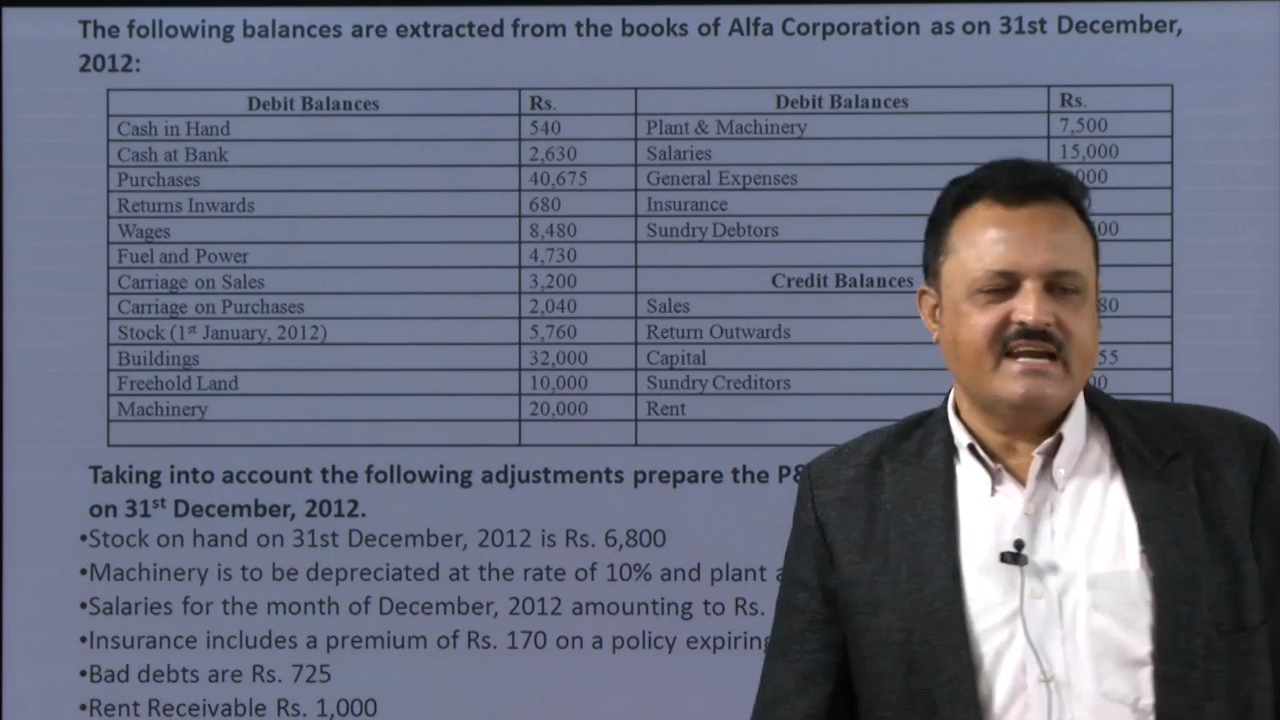 The following balances are extracted from the books of Alfa Corporation as on 31st December,
2012:
Debit Balances Rs. Debit Balances Rs.
Cash in Hand 540 Plant & Machinery 7,500
Cash at Bank 2,630 Salaries 15,000
Purchases 40,675 General Expenses
Returns Inwards 680 Insurance
Wages 8,480 Sundry Debtors
Fuel and Power 4,730
Carriage on Sales 3,200 Credit Balances
Carriage on Purchases 2,040 Sales
Stock (1st January, 2012) 5,760 Return Outwards
Buildings 32,000 Capital
Freehold Land 10,000 Sundry Creditors
Machinery 20,000 Rent
Taking into account the following adjustments prepare the
on 31st December, 2012.
•Stock on hand on 31st December, 2012 is Rs. 6,800
•Machinery is to be depreciated at the rate of 10% and plant
•Salaries for the month of December, 2012 amounting to Rs.
•Insurance includes a premium of Rs. 170 on a policy expiring
•Bad debts are Rs. 725
•Rent Receivable Rs. 1,000